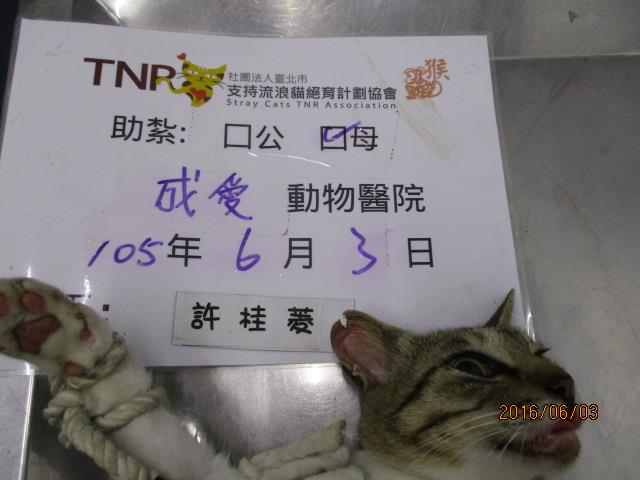 TNR 社團法人臺北市
支持流浪貓絕育計劃協會
Stray Cats TNR Association
猴
助紮: 口公 口母
成愛 動物醫院
105年 6月 3日
許桂菱
2016/06/03